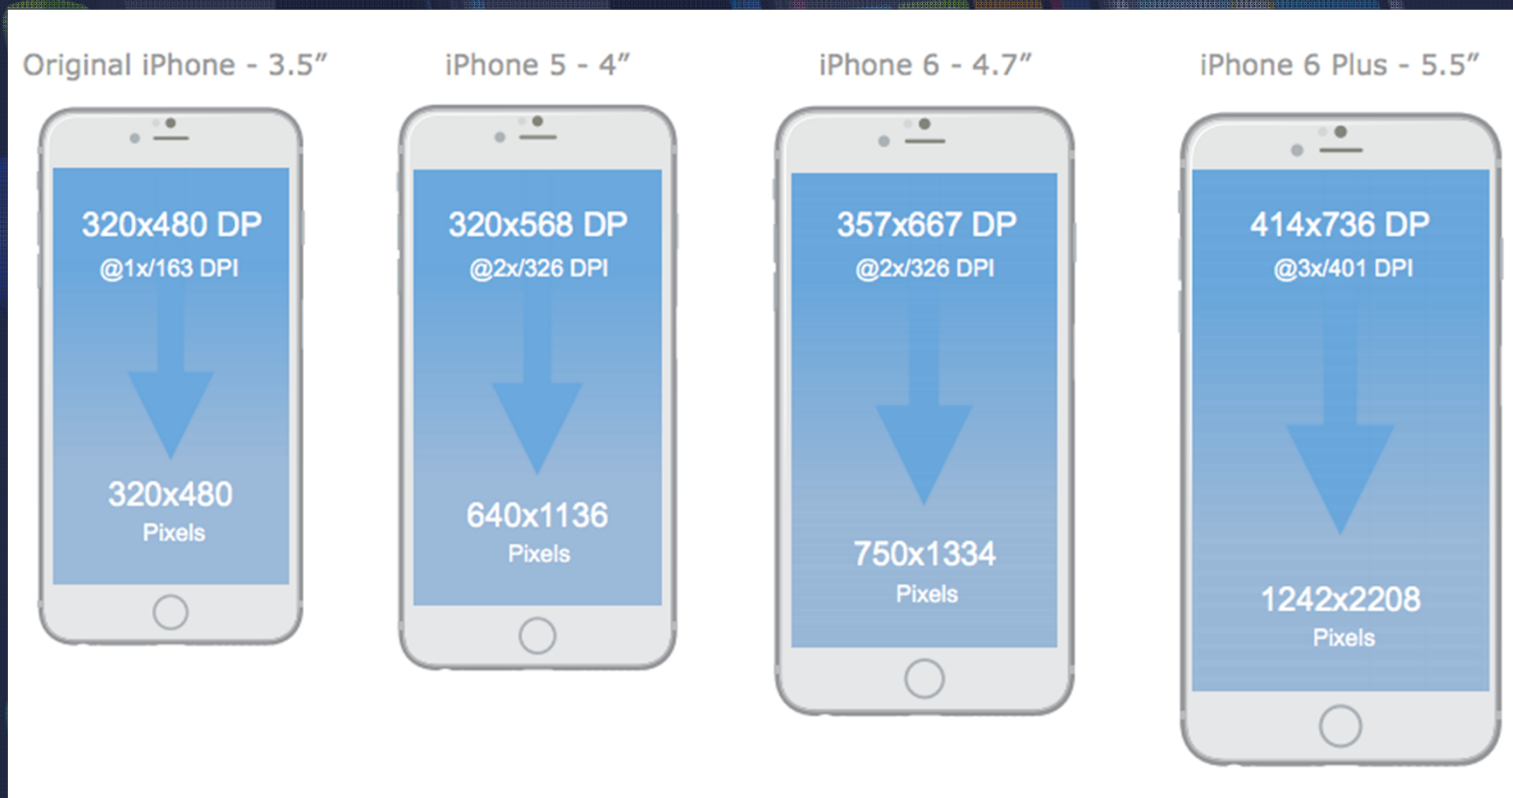 Original iPhone - 3.5”
320x480 DP
@1x/163 DPI
320x480
Pixels
iPhone 5 - 4”
320x568 DP
@2x/326 DPI
640x1136
Pixels
iPhone 6 - 4.7”
357x667 DP
@2x/326 DPI
750x1334
Pixels
iPhone 6 Plus - 5.5”
414x736 DP
@3x/401 DPI
1242x2208
Pixels